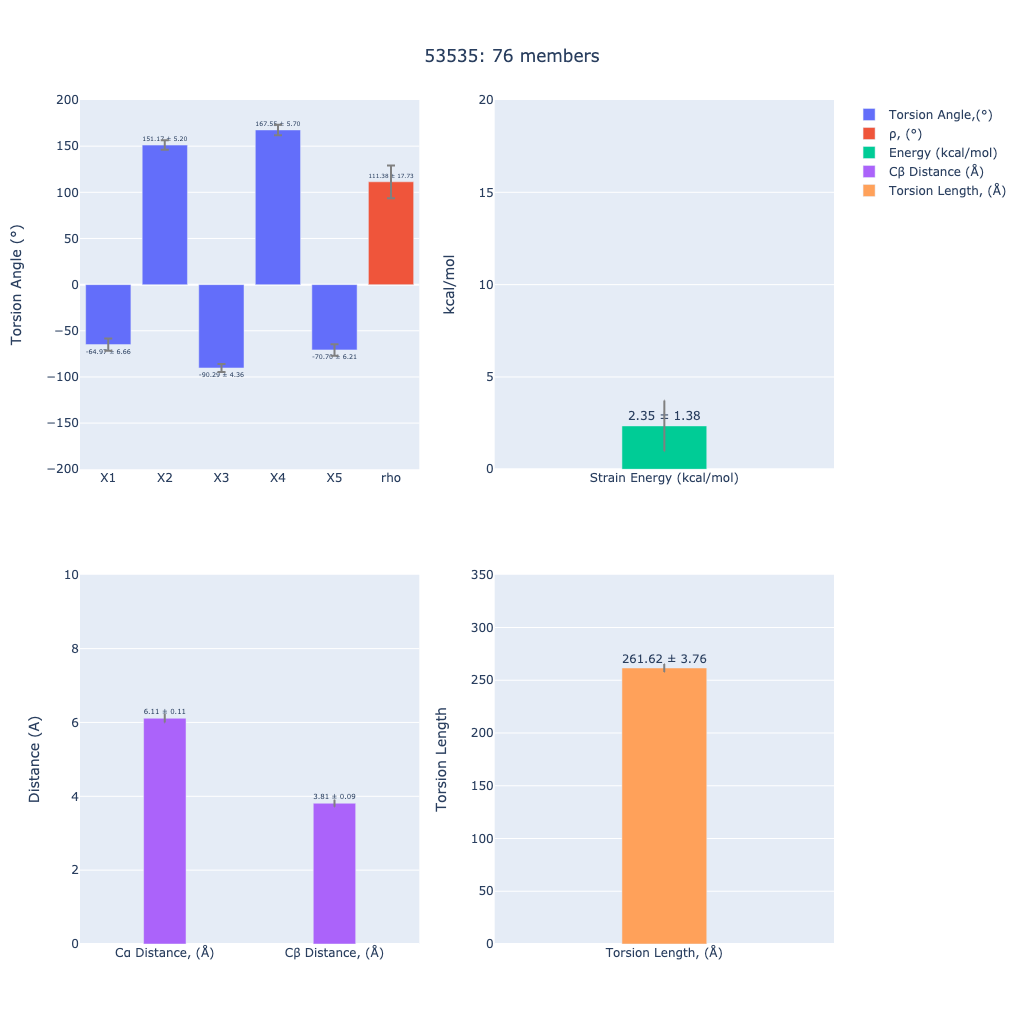 53535: 76 members
Torsion Angle (°)
200
150
100
50
0
−50
−100
−150
−200
151.17 ± 5.20
167.55 ± 5.70
111.38 ± 17.73
-64.97 ± 6.66
-90.29 ± 4.36
-70.70 ± 6.21
X1 X2 X3 X4 X5 rho
kcal/mol
20
15
10
5
0
2.35 ± 1.38
Strain Energy (kcal/mol)
Torsion Angle,(°)
ρ, (°)
Energy (kcal/mol)
Cβ Distance (Å)
Torsion Length, (Å)
Distance (A)
10
8
6
4
2
0
6.11 ± 0.11
3.81 ± 0.09
Cα Distance, (Å) Cβ Distance, (Å)
Torsion Length
350
300
250
200
150
100
50
0
261.62 ± 3.76
Torsion Length, (Å)